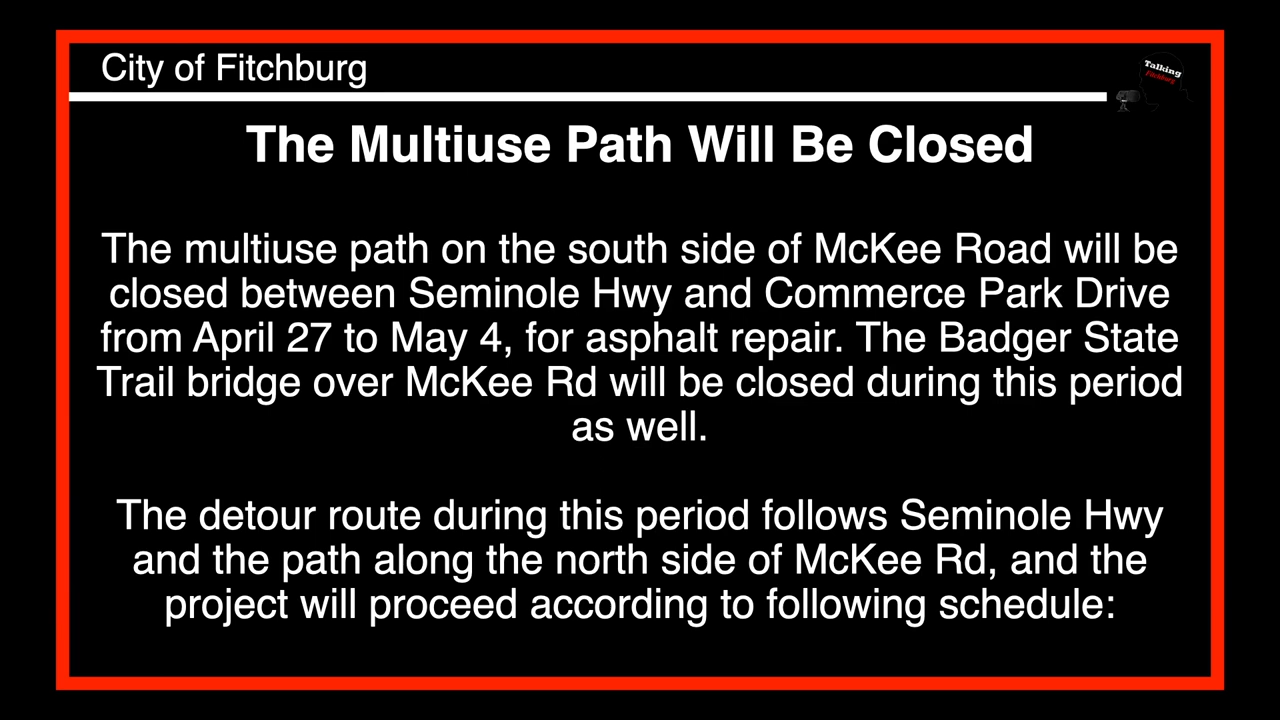 City of Fitchburg
Talking
Fitchburg
The Multiuse Path Will Be Closed
The multiuse path on the south side of McKee Road will be
closed between Seminole Hwy and Commerce Park Drive
from April 27 to May 4, for asphalt repair. The Badger State
Trail bridge over McKee Rd will be closed during this period
as well.
The detour route during this period follows Seminole Hwy
and the path along the north side of McKee Rd, and the
project will proceed according to following schedule: